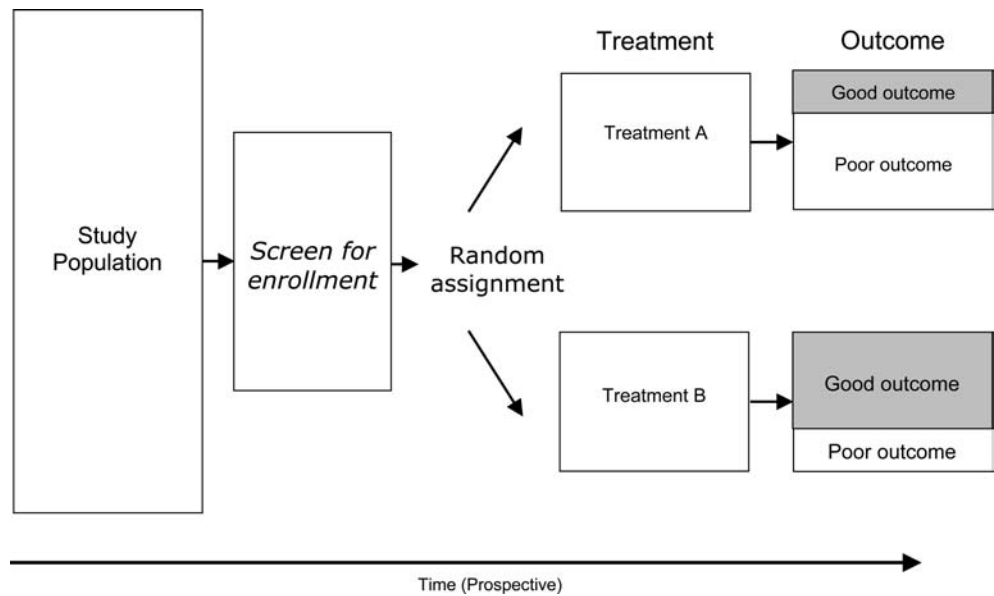 Treatment
Outcome
Study
Population
Screen for
enrollment
Random
assignment
Treatment A
Good outcome
Poor outcome
Treatment B
Good outcome
Poor outcome
Time (Prospective)